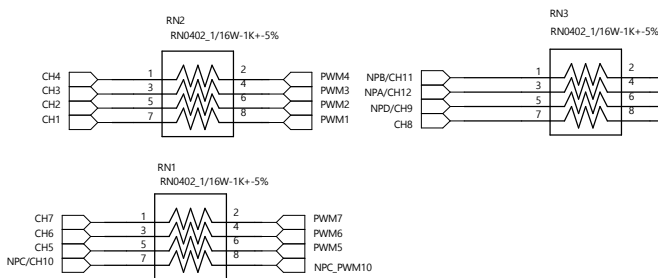 RN2
RN0402_1/16W-1K+-5%
CH4 1 2 PWM4
CH3 3 4 PWM3
CH2 5 6 PWM2
CH1 7 8 PWM1
RN3
RN0402_1/16W-1K+-5%
NPB/CH11 1 2
NPA/CH12 3 4
NPD/CH9 5 6
CH8 7 8
RN1
RN0402_1/16W-1K+-5%
CH7 1 2 PWM7
CH6 3 4 PWM6
CH5 5 6 PWM5
NPC/CH10 7 8 NPC_PWM10